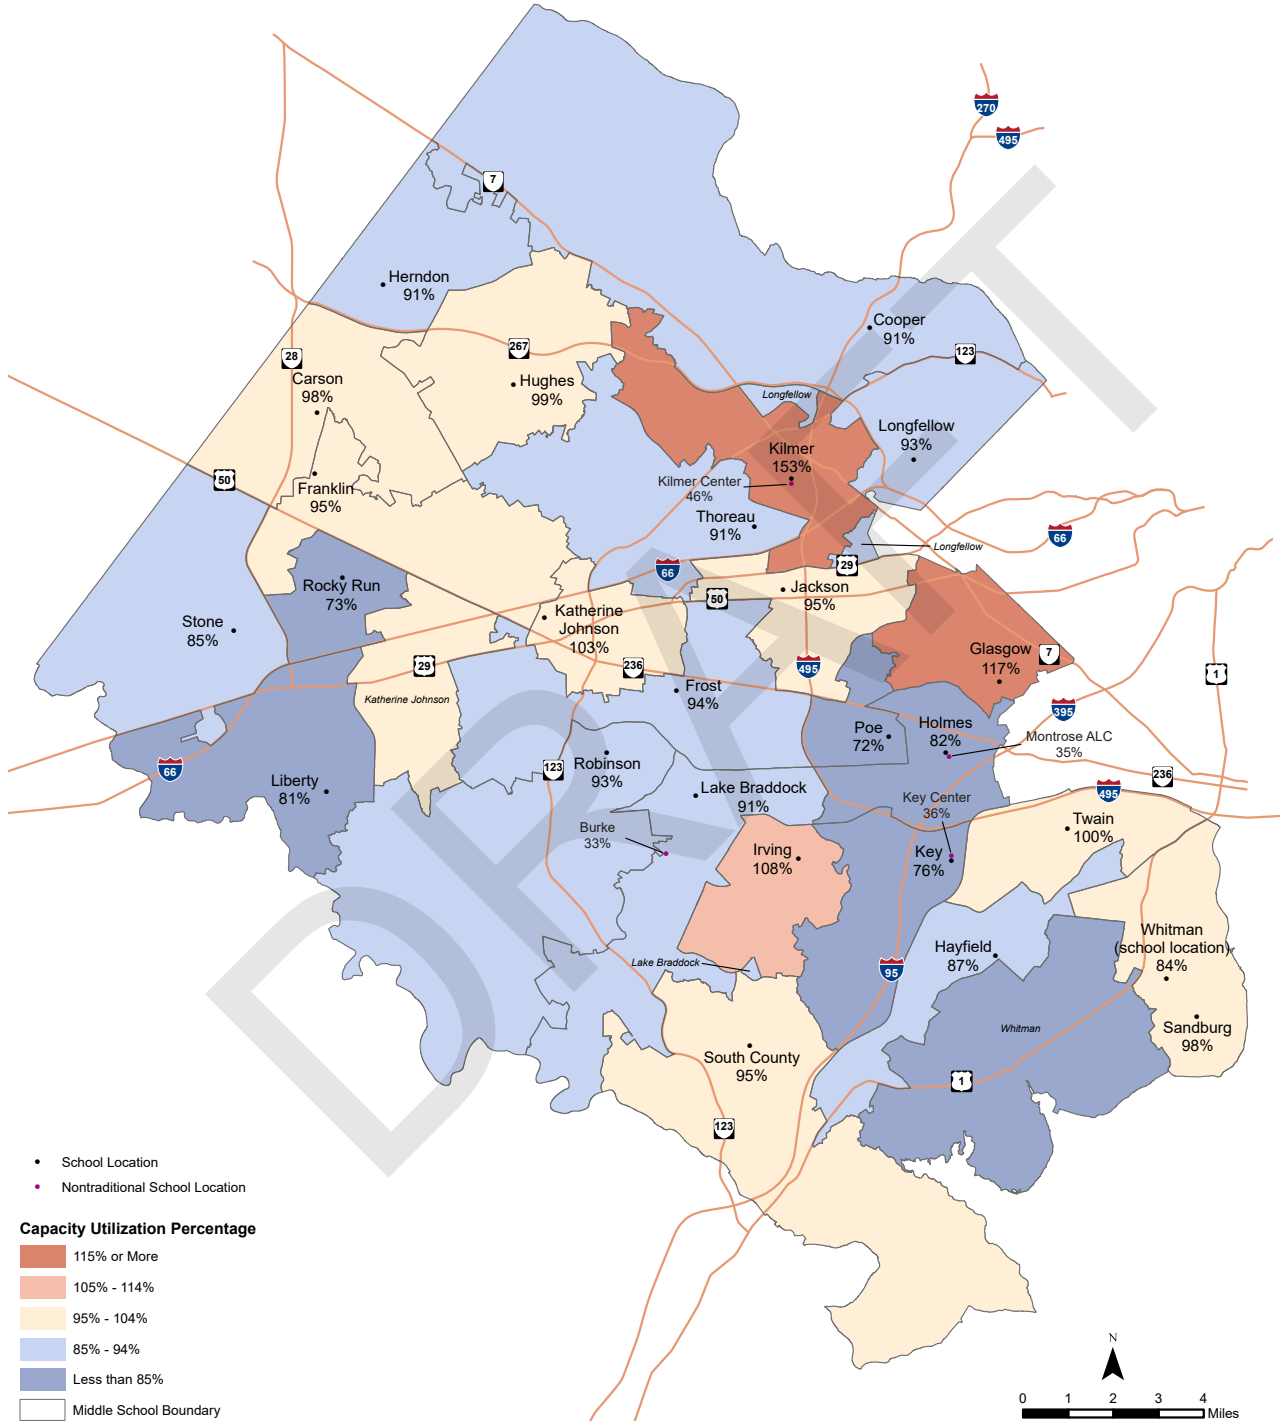 270
495
7
Herndon
91%
Cooper
91%
123
267
28
Carson
98%
Hughes
99%
Longfellow
Longfellow
93%
Kilmer
153%
Kilmer Center
46%
50
Franklin
95%
Thoreau
91%
66
Longfellow
29
66
Jackson
95%
50
Rocky Run
73%
Katherine
Johnson
103%
Stone
85%
Glasgow
117%
7
29
236
495
1
Katherine Johnson
Frost
94%
395
Poe
72%
Holmes
82%
Montrose ALC
35%
66
Robinson
93%
123
236
Liberty
81%
Lake Braddock
91%
Key Center
36%
495
Twain
100%
Burke
33%
Irving
108%
Key
76%
Whitman
(school location)
84%
Hayfield
87%
Lake Braddock
95
Whitman
Sandburg
98%
South County
95%
1
123
DRAFT
School Location
Nontraditional School Location
Capacity Utilization Percentage
115% or More
105% - 114%
95% - 104%
85% - 94%
Less than 85%
Middle School Boundary
N
0 1 2 3 4
Miles